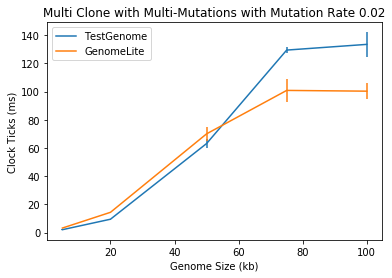 Multi Clone with Multi-Mutations with Mutation Rate 0.02
TestGenome
GenomeLite
140
120
100
80
60
40
20
0
Clock Ticks (ms)
20
40
60
80
100
Genome Size (kb)